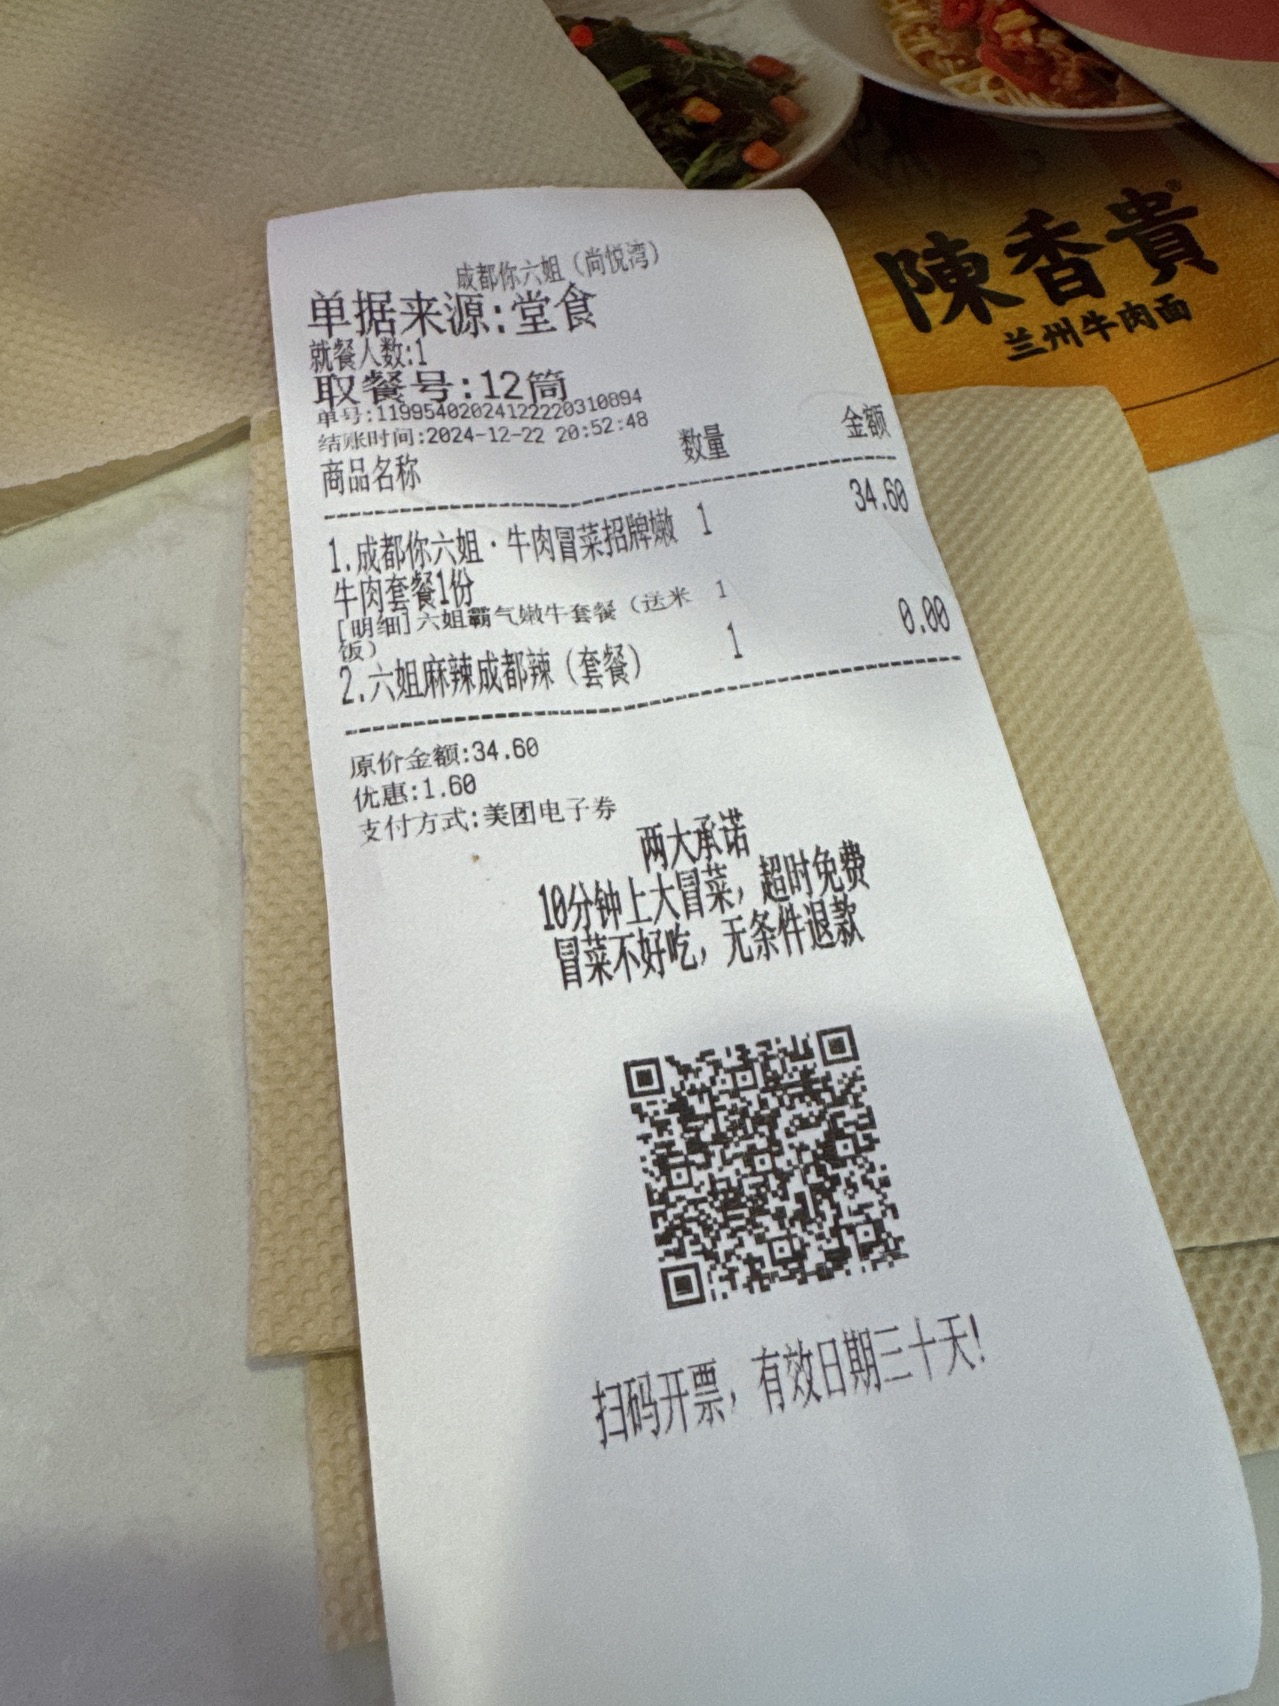 成都你六姐（尚悦湾）
单据来源:堂食
就餐人数:1
取餐号:12筒
单号:11995402024122220310894
结账时间:2024-12-22 20:52:48
商品名称 数量 金额
1.成都你六姐·牛肉冒菜招牌嫩 1 34.60
牛肉套餐1份
[明细]六姐霸气嫩牛套餐（送米 1
饭）
2.六姐麻辣成都辣（套餐） 1 0.00
原价金额:34.60
优惠:1.60
支付方式:美团电子券
两大承诺
10分钟上大冒菜，超时免费
冒菜不好吃，无条件退款
扫码开票，有效日期三十天!
陳香貴®
兰州牛肉面